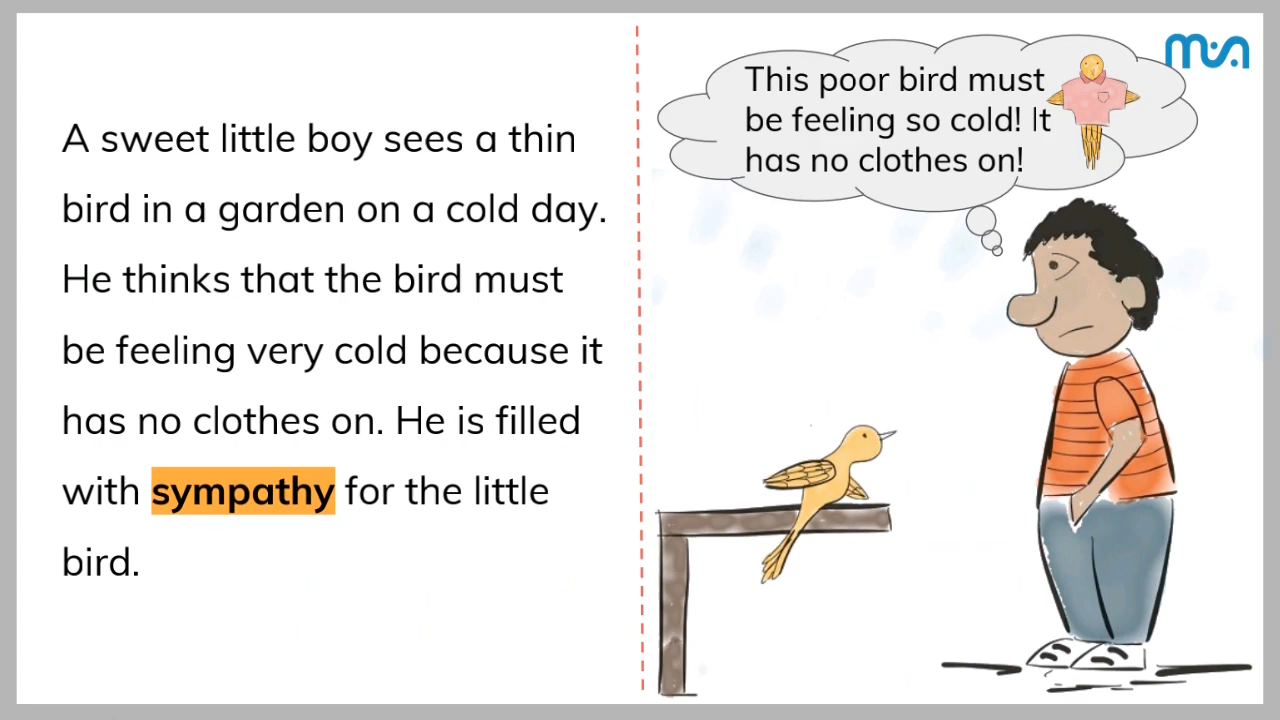 A sweet little boy sees a thin
bird in a garden on a cold day.
He thinks that the bird must
be feeling very cold because it
has no clothes on. He is filled
with sympathy for the little
bird.
This poor bird must
be feeling so cold! It
has no clothes on!